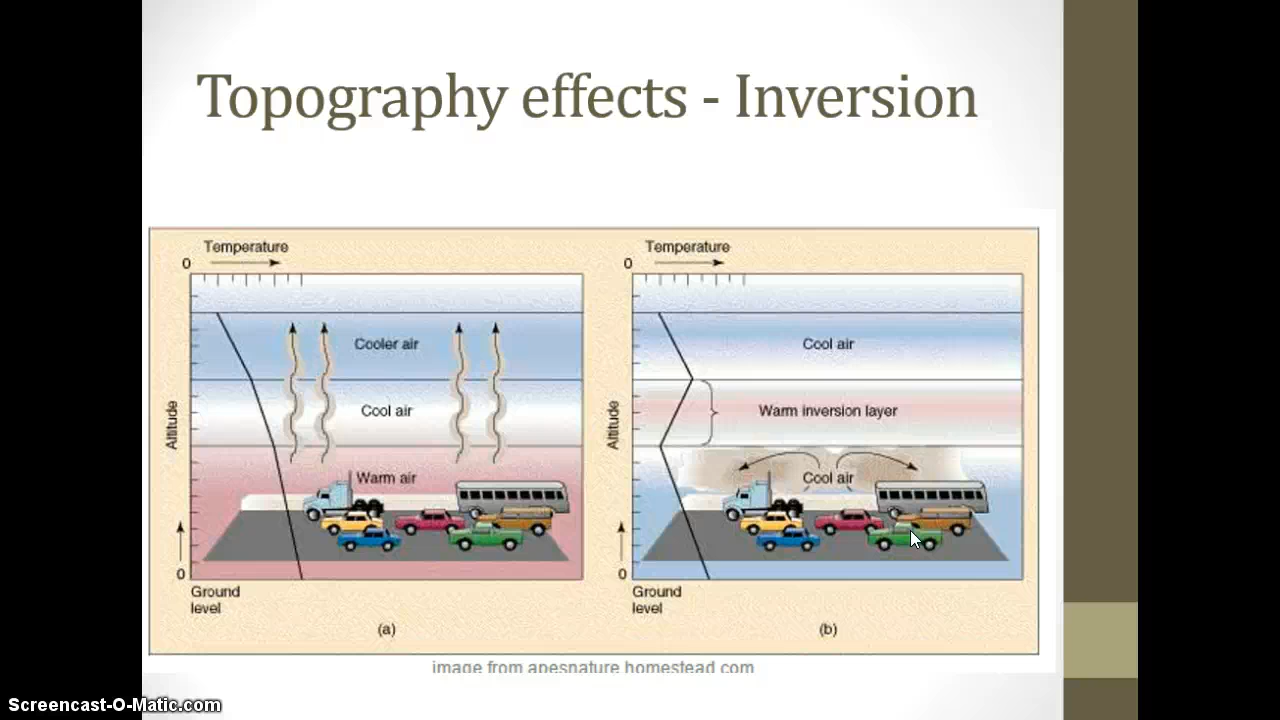 Topography effects - Inversion
Temperature
0
Cooler air
Cool air
Warm air
Altitude
0
Ground
level
(a)
Temperature
0
Cool air
Warm inversion layer
Cool air
Altitude
0
Ground
level
(b)
image from apesnature homestead com
Screencast-O-Matic.com